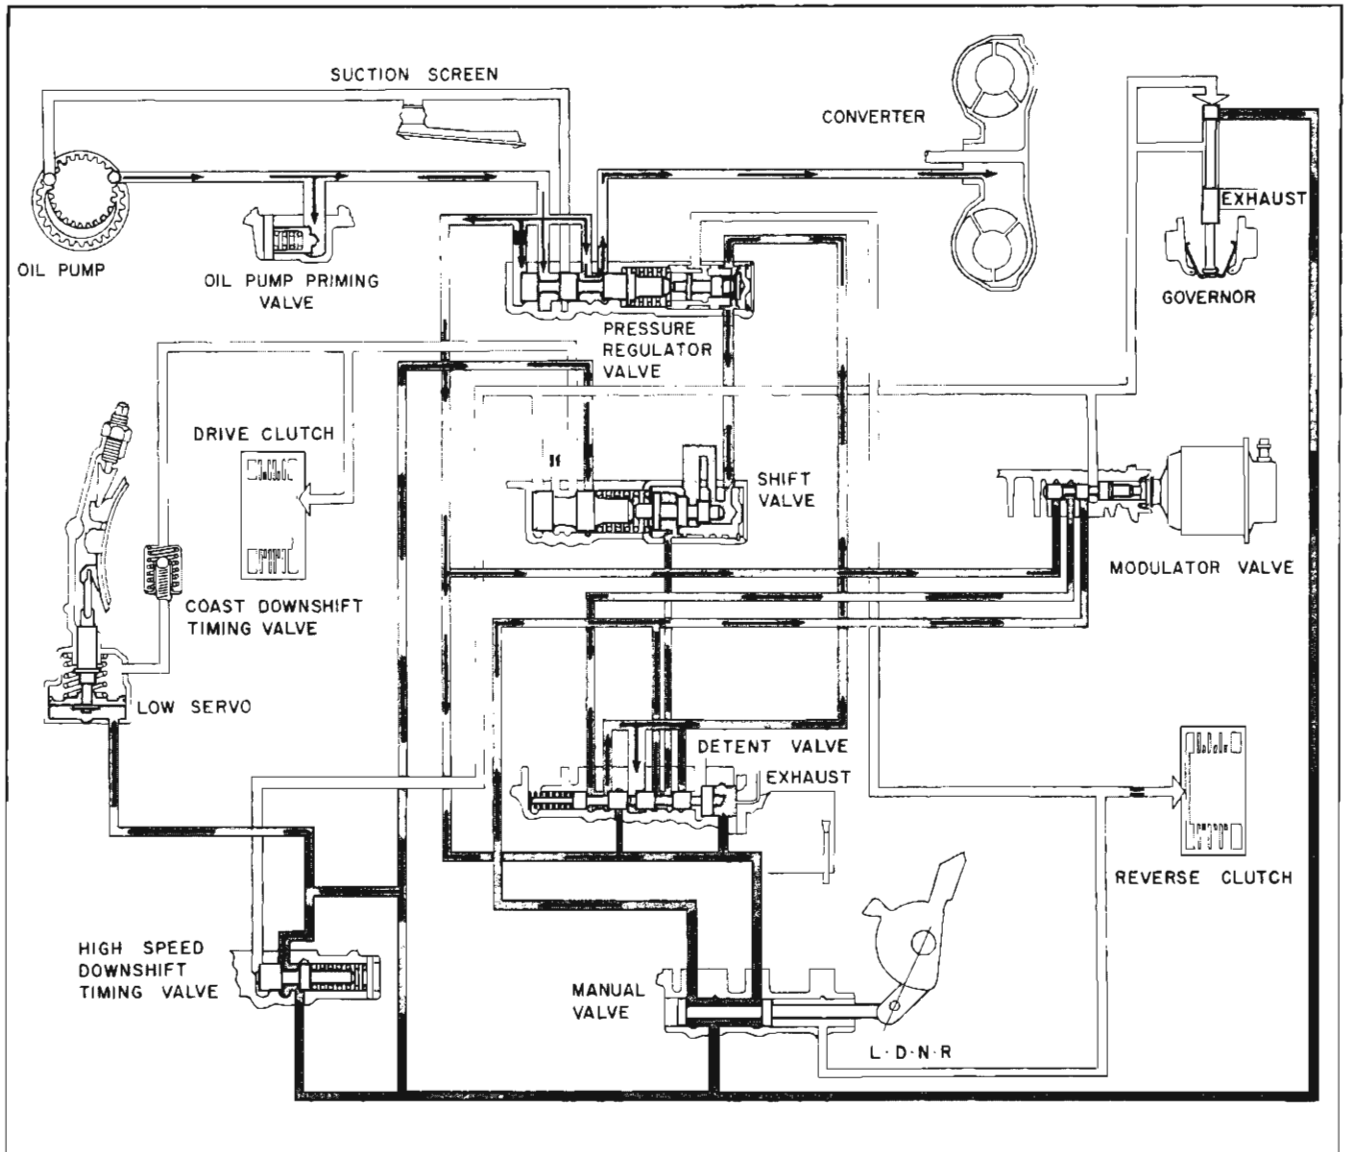 SUCTION SCREEN
CONVERTER
EXHAUST
OIL PUMP
OIL PUMP PRIMING
VALVE
GOVERNOR
PRESSURE
REGULATOR
VALVE
DRIVE CLUTCH
SHIFT
VALVE
MODULATOR VALVE
COAST DOWNSHIFT
TIMING VALVE
LOW SERVO
DETENT VALVE
EXHAUST
REVERSE CLUTCH
HIGH SPEED
DOWNSHIFT
TIMING VALVE
MANUAL
VALVE
L·D·N·R